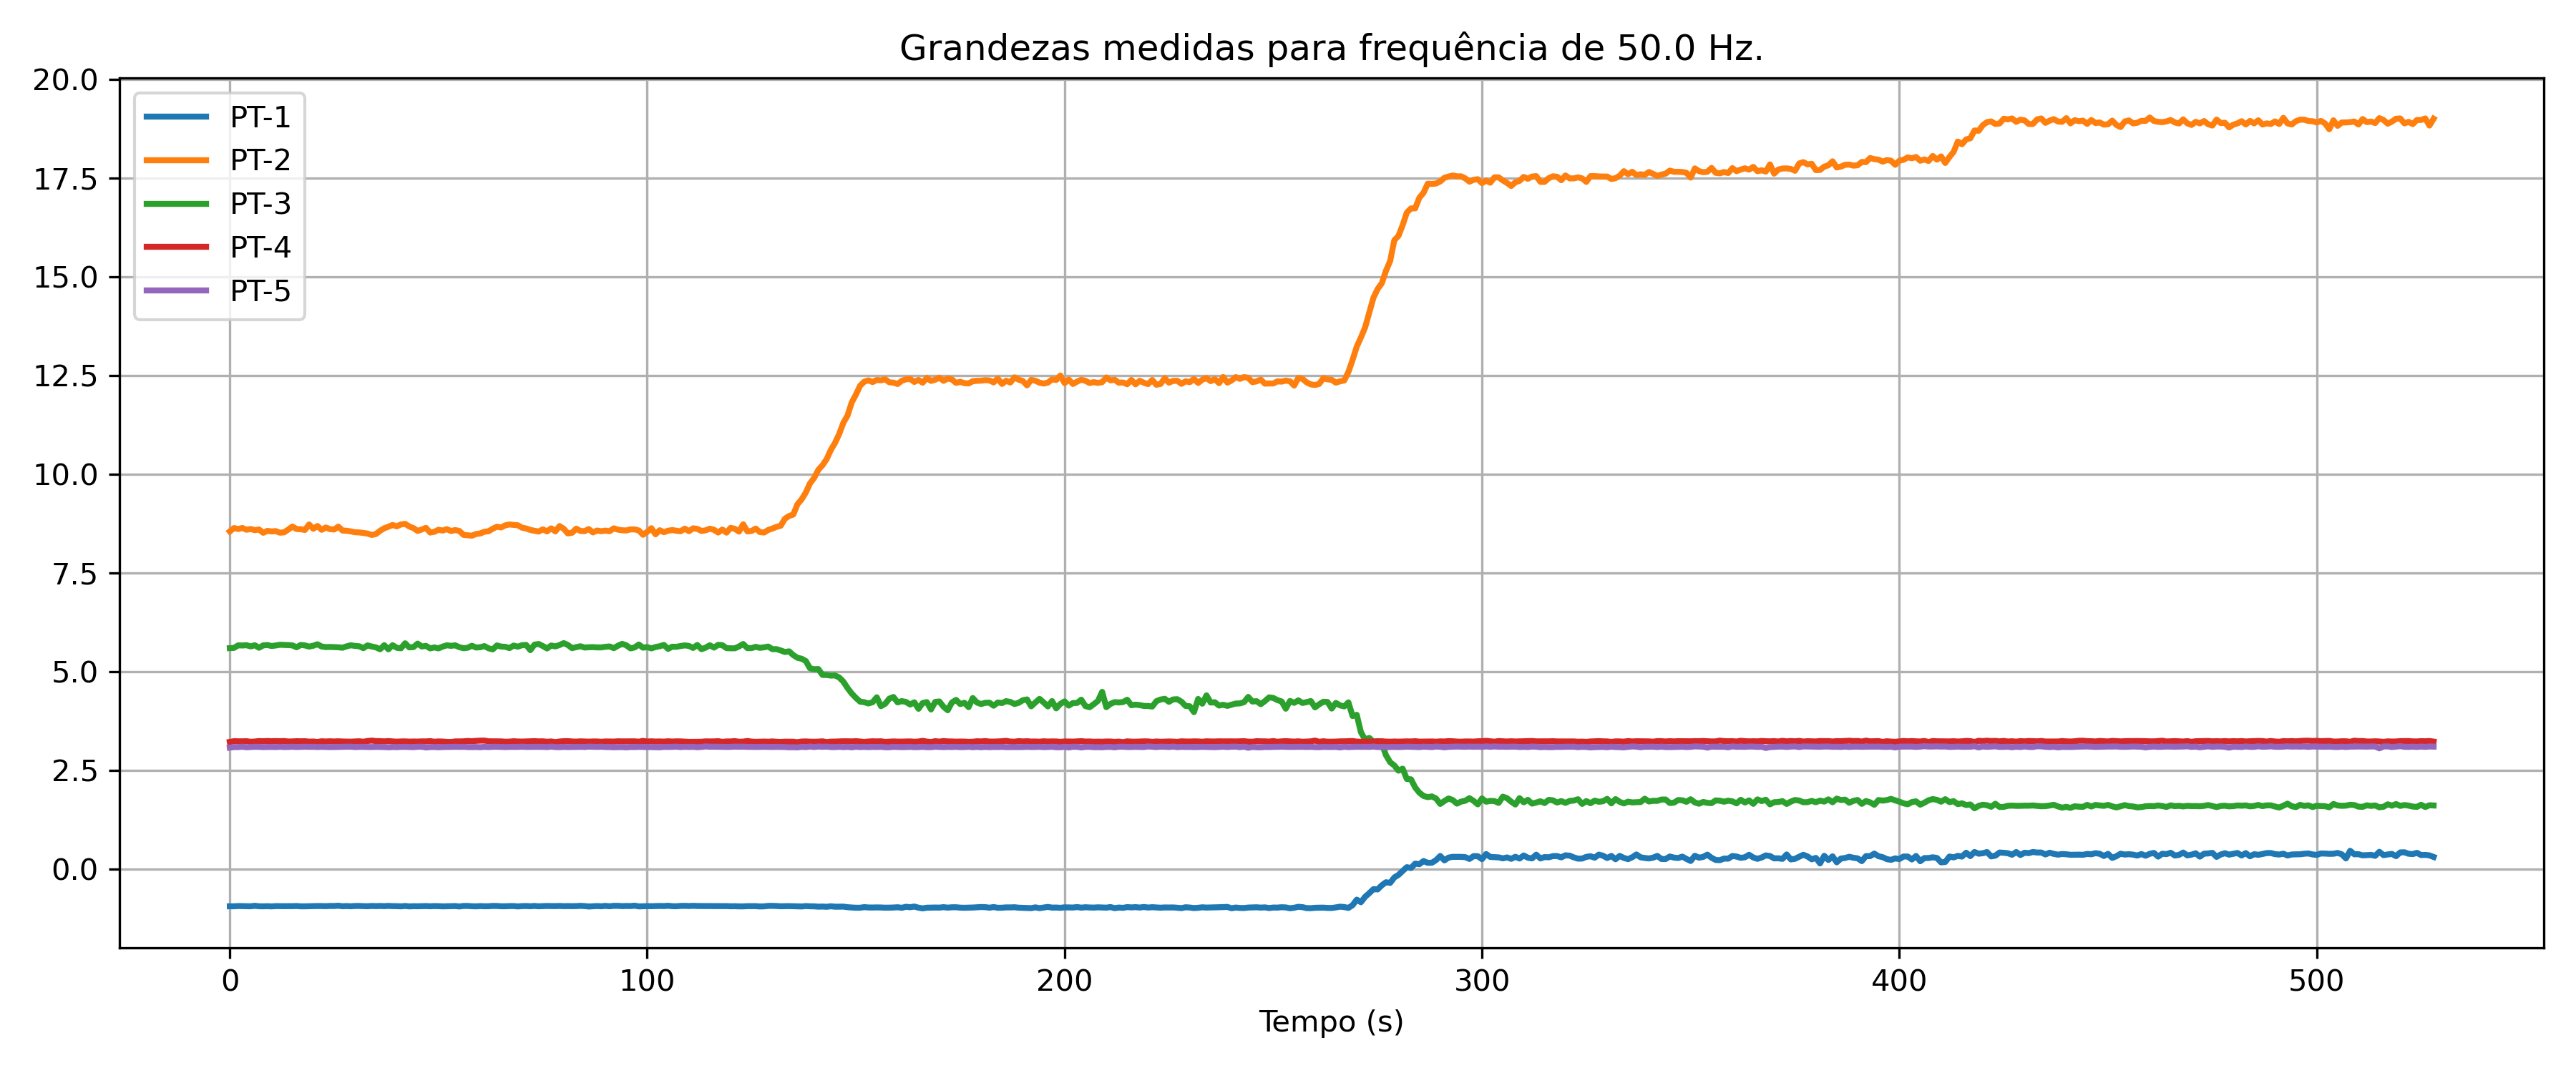 Grandezas medidas para frequência de 50.0 Hz.
20.0
17.5
15.0
12.5
10.0
7.5
5.0
2.5
0.0
PT-1
PT-2
PT-3
PT-4
PT-5
0 100 200 300 400 500
Tempo (s)